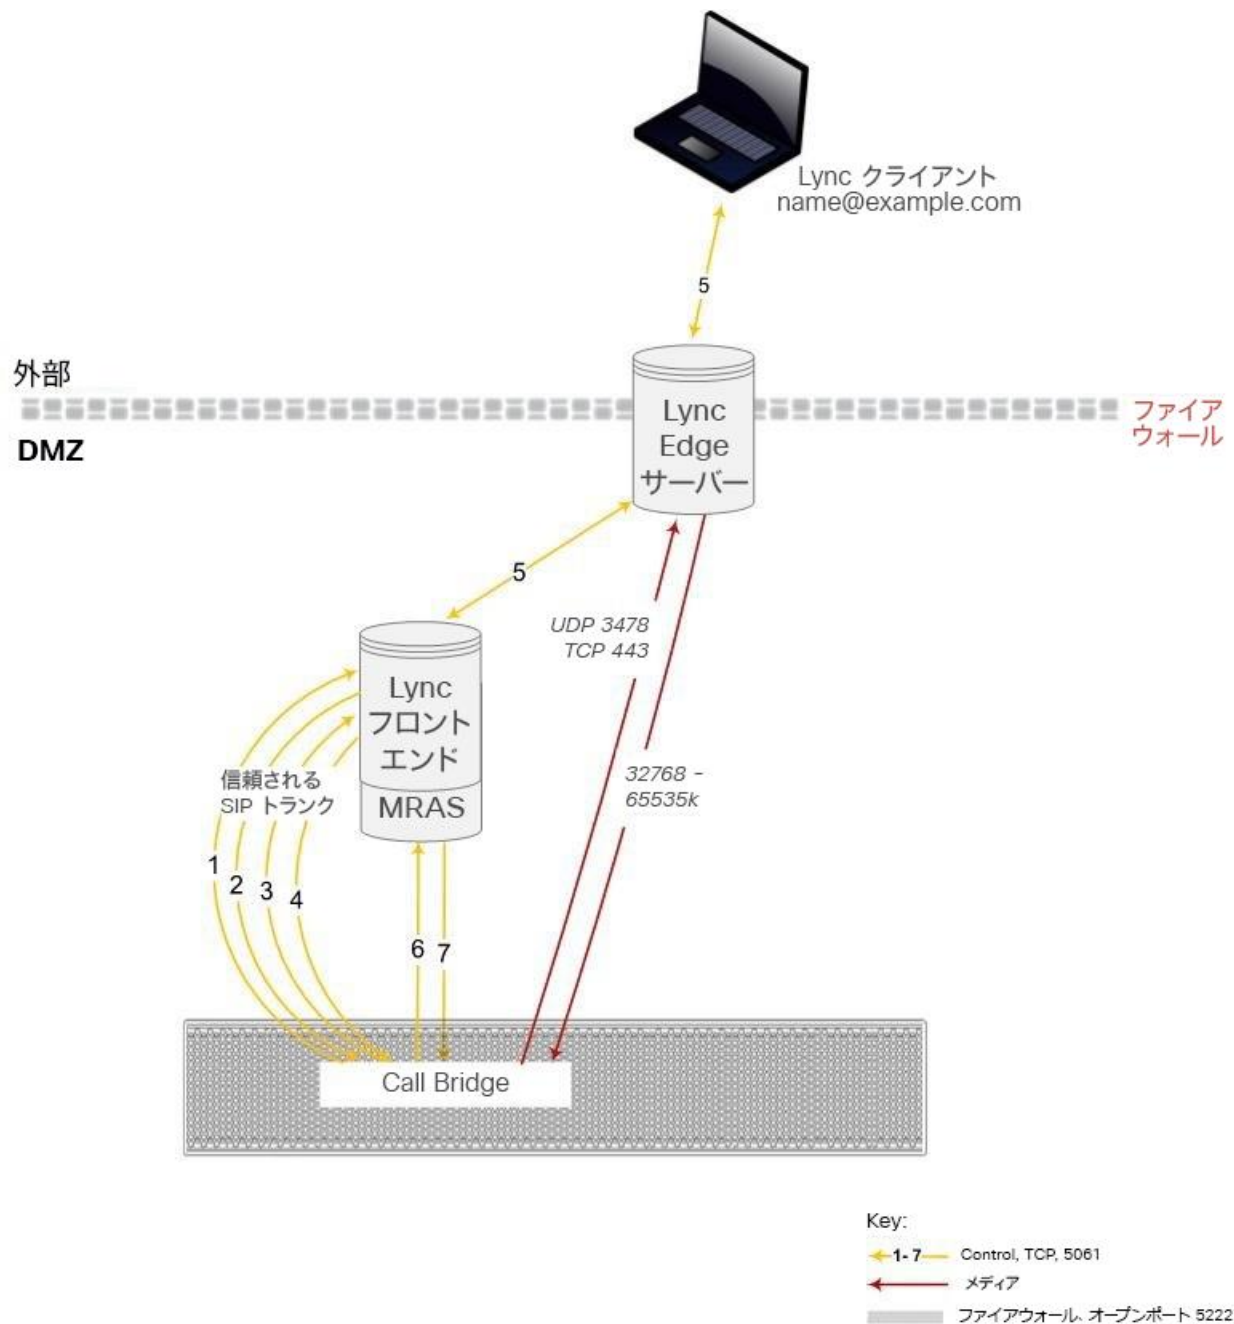 Lync クライアント
name@example.com
5
外部
DMZ
Lync
Edge
サーバー
ファイア
ウォール
5
UDP 3478
TCP 443
Lync
フロント
エンド
MRAS
信頼される
SIP トランク
32768 -
65535k
1
2
3
4
6
7
Call Bridge
Key:
1- 7 Control, TCP, 5061
メディア
ファイアウォール、オープンポート 5222